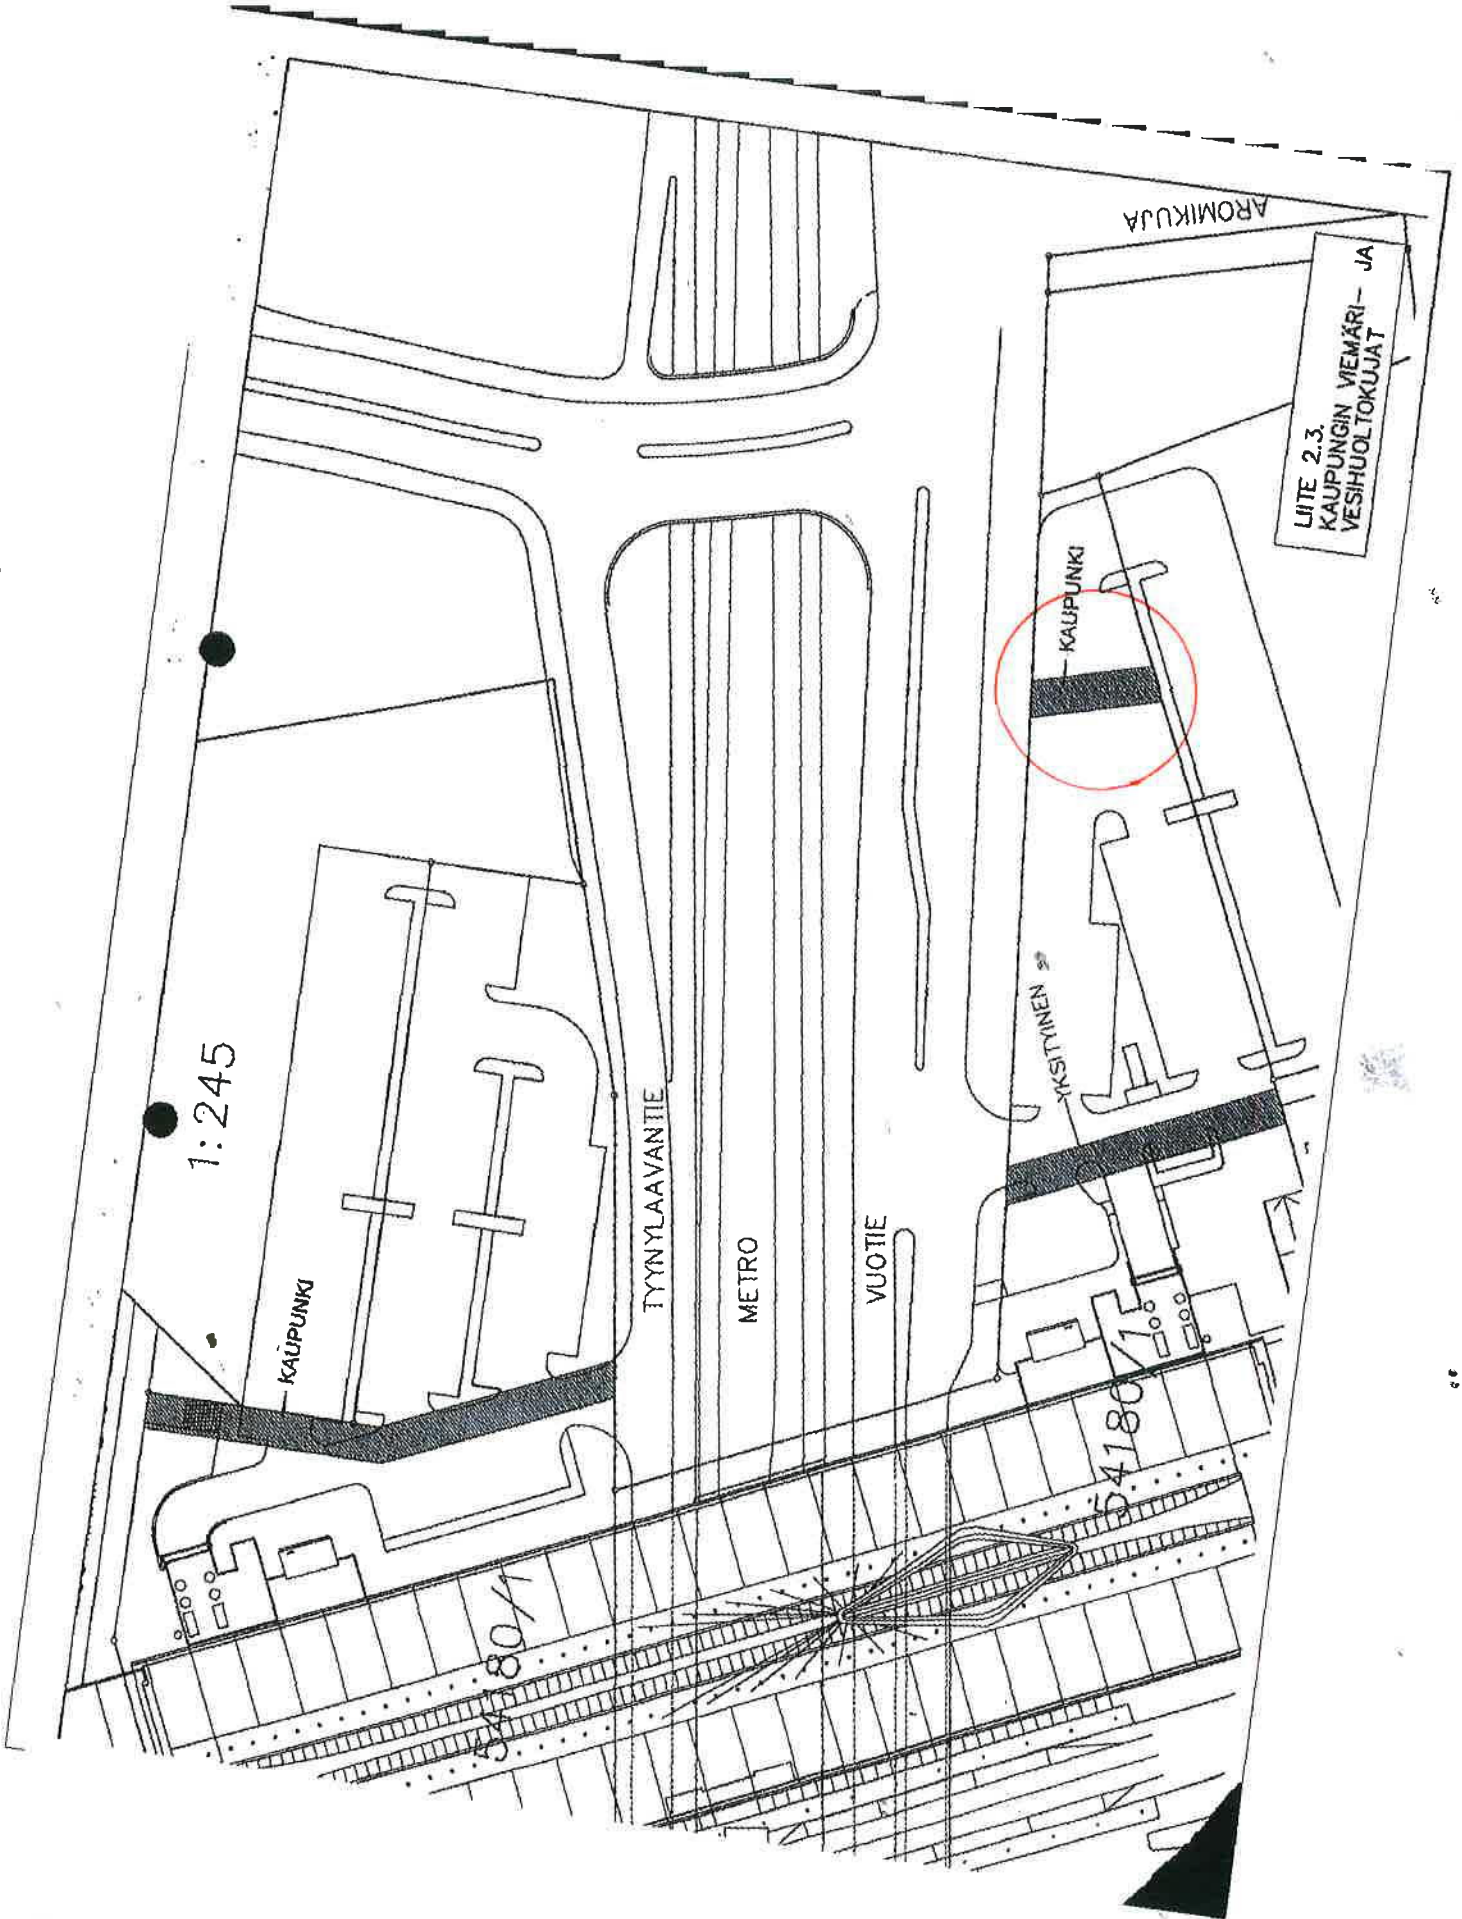 AROMIKUJA
LIITE 2.3.
KAUPUNGIN VIEMÄRI- JA
VESIHUOLTOKUJAT
KAUPUNKI
YKSITYINEN
1:245
TYYNYLAAVANTIE
METRO
VUOTIE
KAUPUNKI
54180/1
54180/1